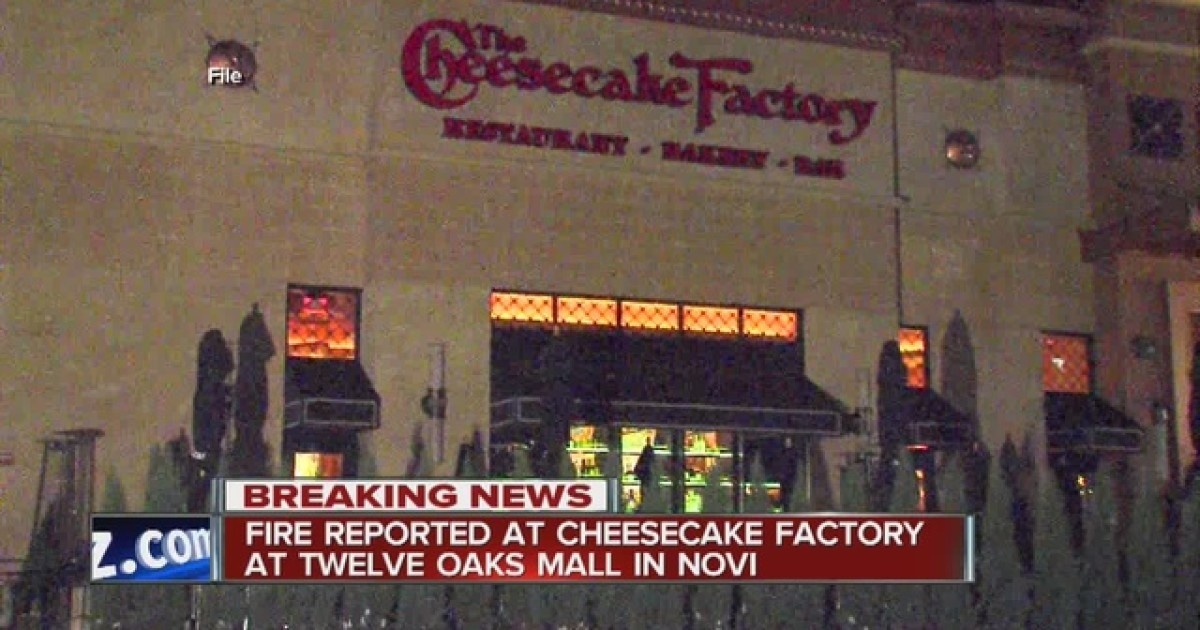 File
The
Cheesecake Factory
RESTAURANT · BAKERY · BAR
BREAKING NEWS
FIRE REPORTED AT CHEESECAKE FACTORY
AT TWELVE OAKS MALL IN NOVI
z.com